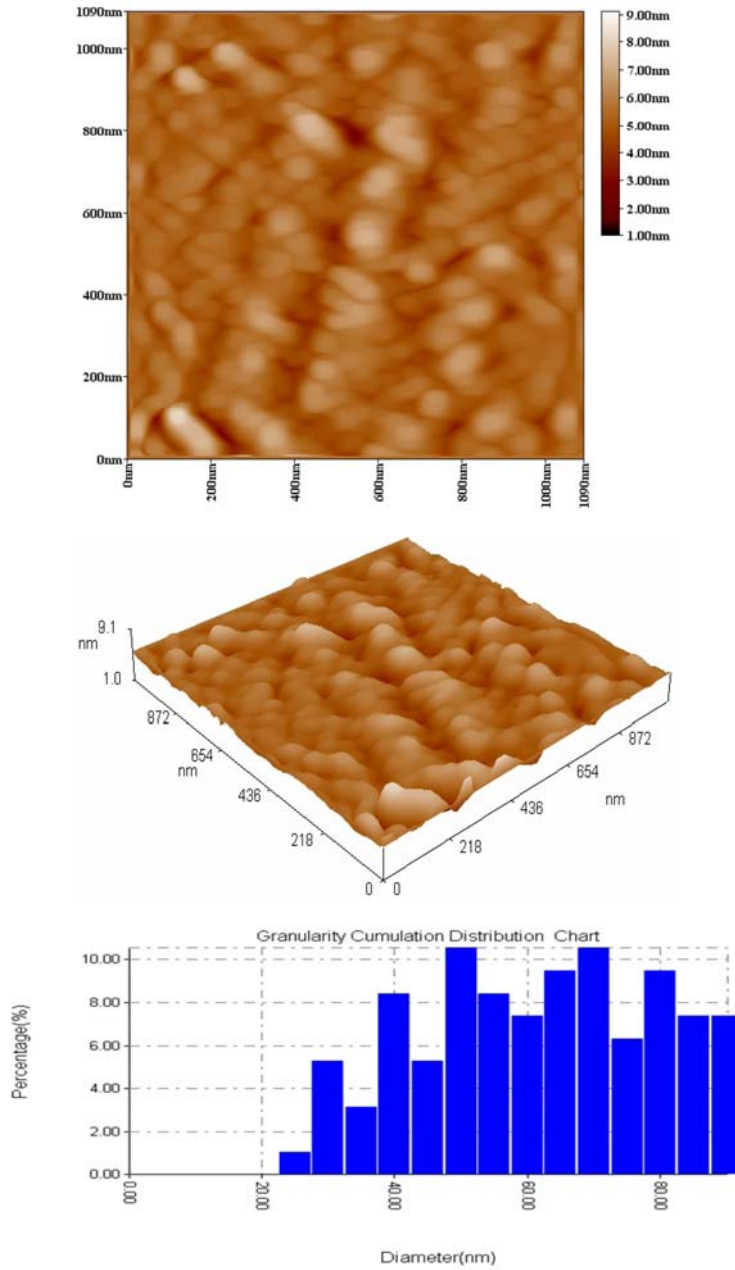 1090nm
1000nm
800nm
600nm
400nm
200nm
0nm
0nm
200nm
400nm
600nm
800nm
1000nm
1090nm
9.00nm
8.00nm
7.00nm
6.00nm
5.00nm
4.00nm
3.00nm
2.00nm
1.00nm
9.1
nm
1.0
872
654
nm
436
218
0
0
218
436
654
nm
872
Granularity Cumulation Distribution Chart
Percentage(%)
10.00
8.00
6.00
4.00
2.00
0.00
0.00
20.00
40.00
60.00
80.00
Diameter(nm)